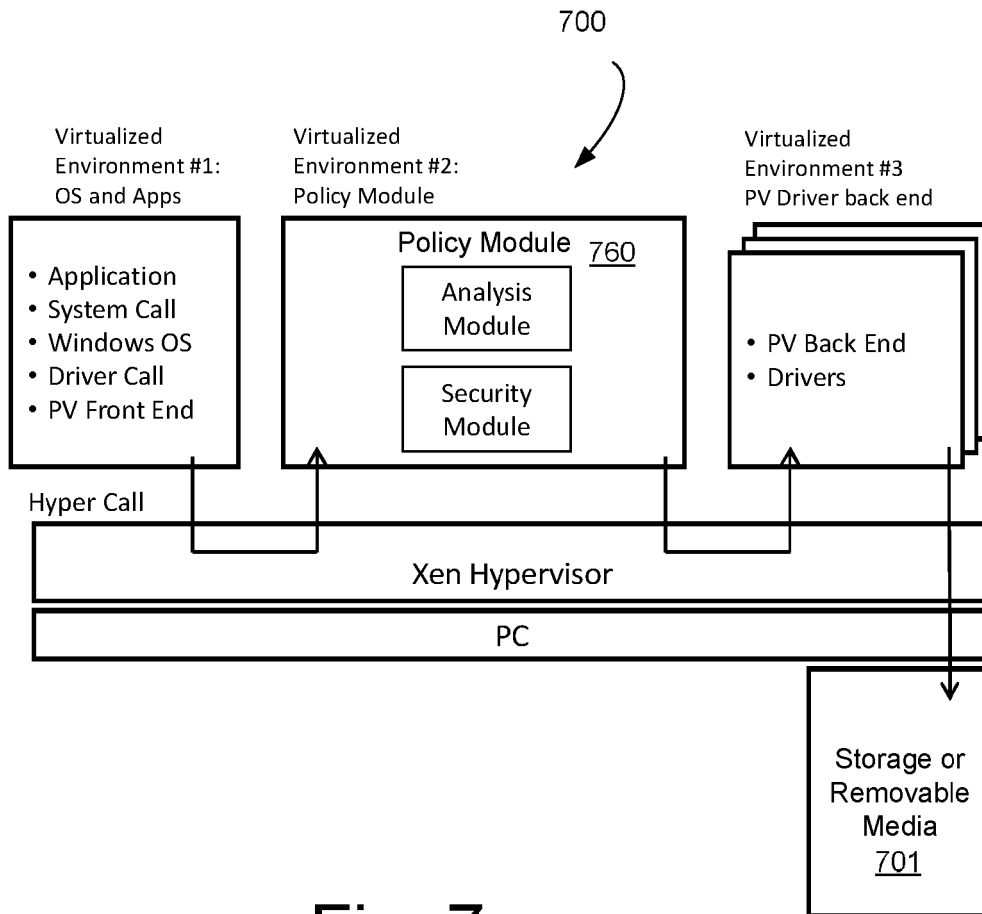 700
Virtualized
Environment #1:
OS and Apps
Virtualized
Environment #2:
Policy Module
Virtualized
Environment #3
PV Driver back end
• Application
• System Call
• Windows OS
• Driver Call
• PV Front End
Policy Module 760
Analysis
Module
Security
Module
• PV Back End
• Drivers
Hyper Call
Xen Hypervisor
PC
Storage or
Removable
Media
701